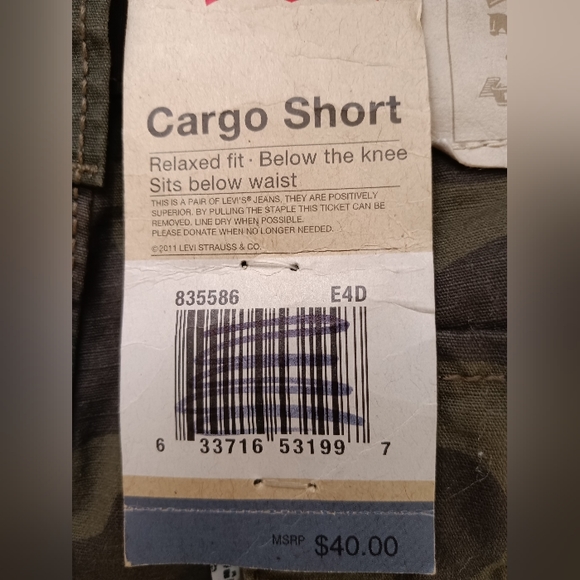 Cargo Short
Relaxed fit · Below the knee
Sits below waist
THIS IS A PAIR OF LEVI'S® JEANS, THEY ARE POSITIVELY
SUPERIOR. BY PULLING THE STAPLE THIS TICKET CAN BE
REMOVED. LINE DRY WHEN POSSIBLE.
PLEASE DONATE WHEN NO LONGER NEEDED.
©2011 LEVI STRAUSS & CO.
835586 E4D
6 33716 53199 7
MSRP $40.00